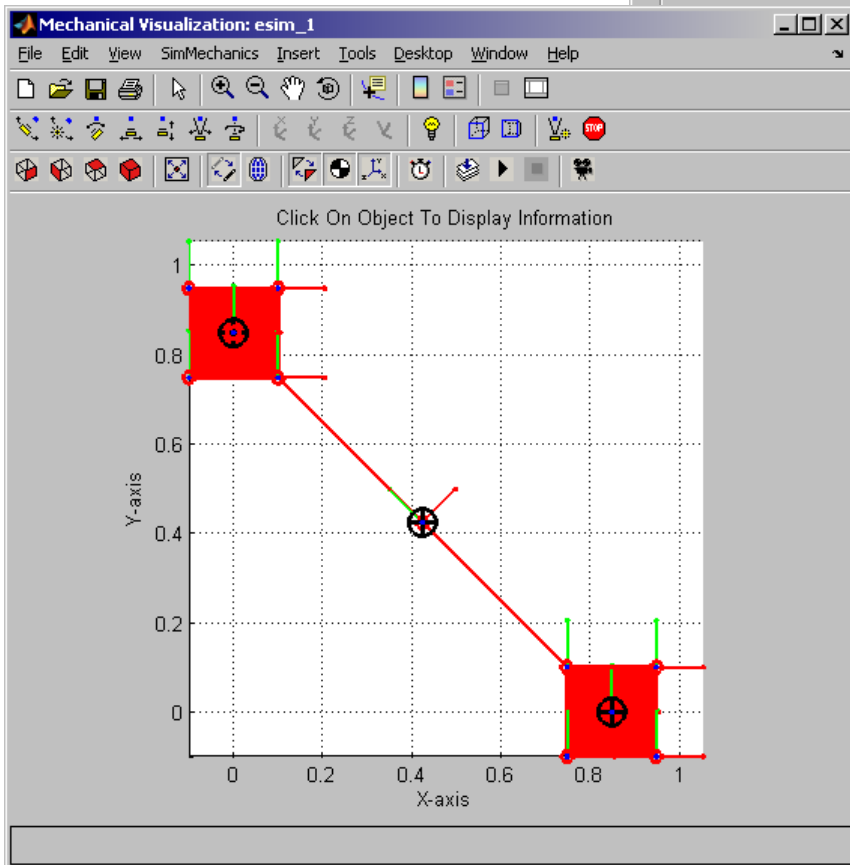 Mechanical Visualization: esim_1
File Edit View SimMechanics Insert Tools Desktop Window Help
STOP
Click On Object To Display Information
1
0.8
0.6
0.4
0.2
0
Y-axis
0 0.2 0.4 0.6 0.8 1
X-axis